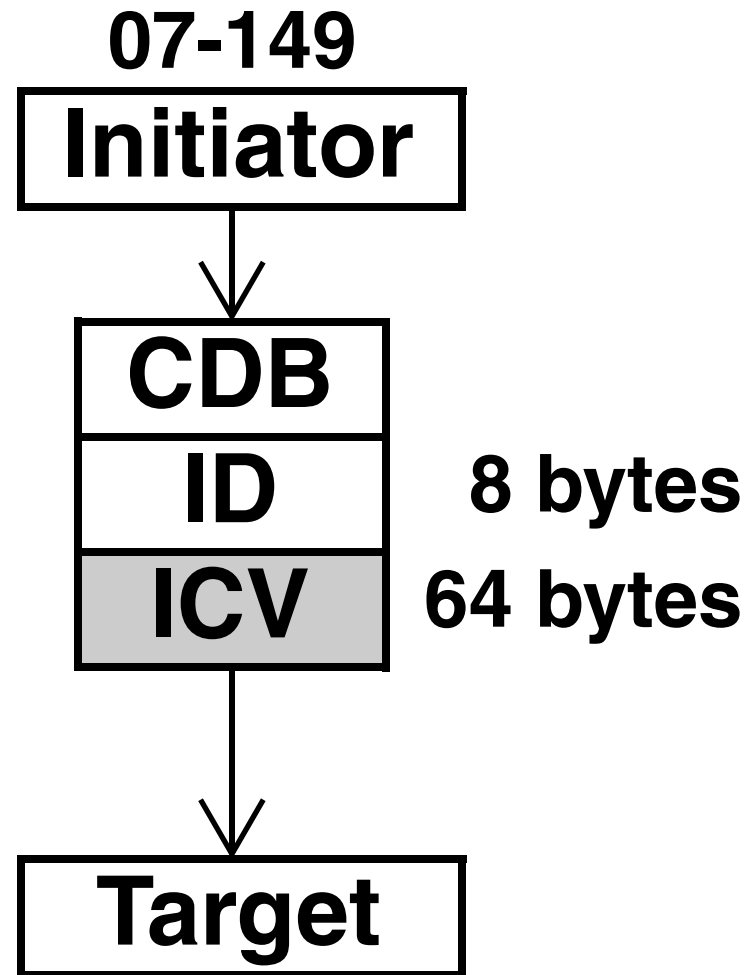 07-149
Initiator
CDB
ID 8 bytes
ICV 64 bytes
Target